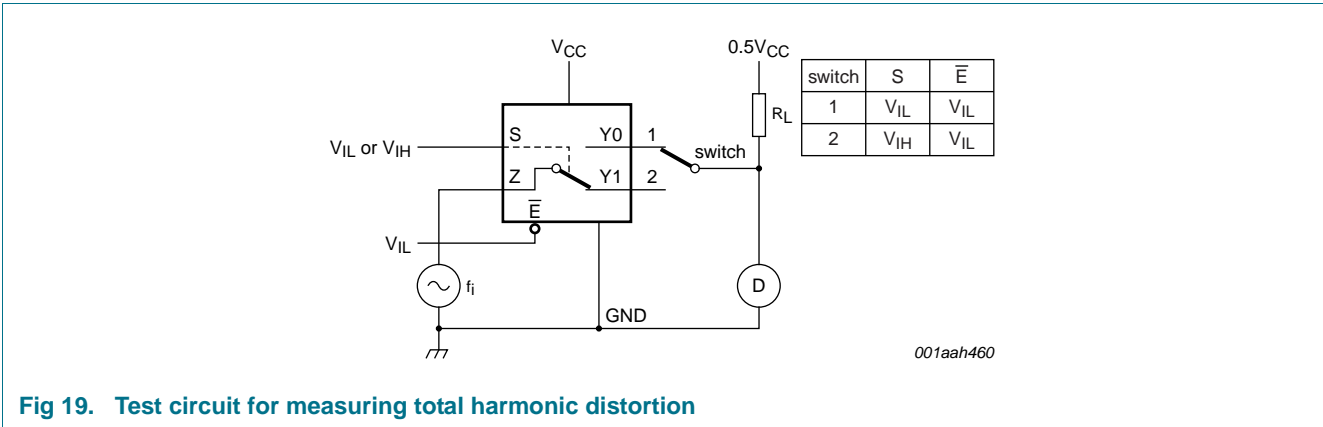 VCC
0.5VCC
switch S E̅
1 VIL VIL
2 VIH VIL
RL
VIL or VIH
S
Y0
1
switch
Z
Y1
2
E̅
VIL
fi
D
GND
001aah460
Fig 19. Test circuit for measuring total harmonic distortion